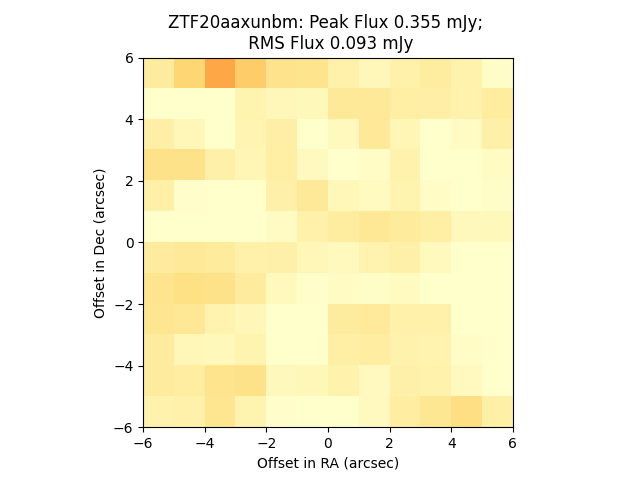 ZTF20aaxunbm: Peak Flux 0.355 mJy;
RMS Flux 0.093 mJy
6
4
2
0
−2
−4
−6
Offset in Dec (arcsec)
−6 −4 −2 0 2 4 6
Offset in RA (arcsec)